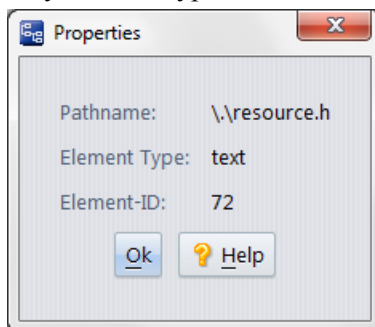 Properties
Pathname: \.\resource.h
Element Type: text
Element-ID: 72
Ok Help